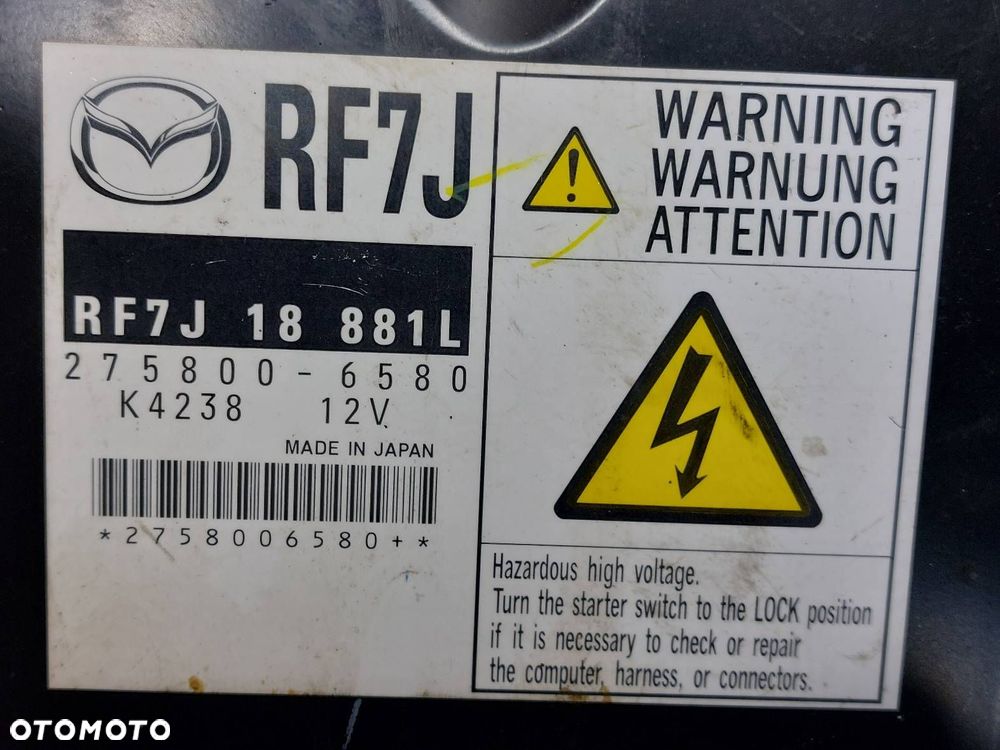 RF7J
RF7J 18 881L
275800-6580
K4238 12V
MADE IN JAPAN
*2758006580+*
WARNING
WARNUNG
ATTENTION
Hazardous high voltage.
Turn the starter switch to the LOCK position
if it is necessary to check or repair
the computer, harness, or connectors.
OTOMOTO